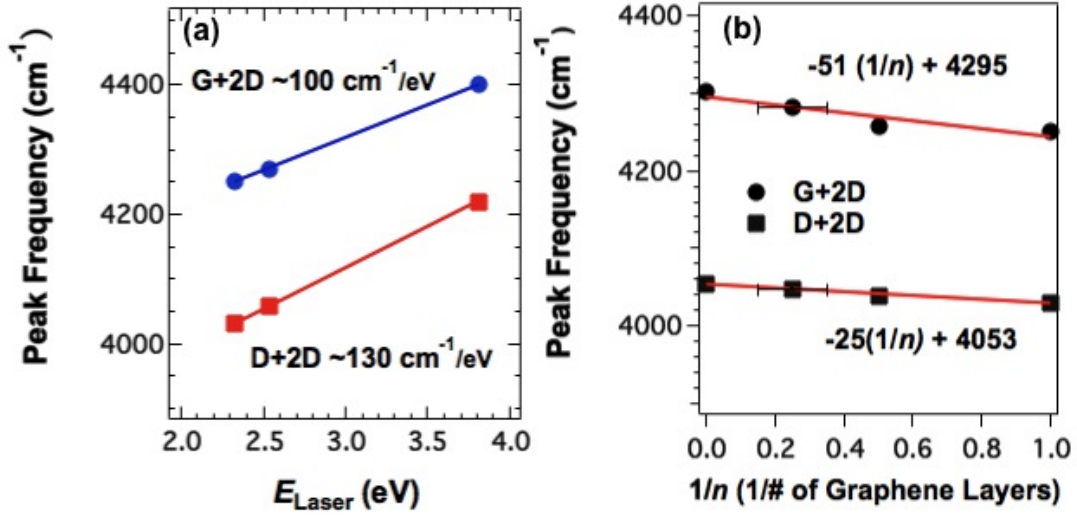 (a)
G+2D ~100 cm⁻¹/eV
D+2D ~130 cm⁻¹/eV
Peak Frequency (cm⁻¹)
4400
4200
4000
2.0 2.5 3.0 3.5 4.0
E_Laser (eV)
(b)
-51 (1/n) + 4295
G+2D
D+2D
-25(1/n) + 4053
Peak Frequency (cm⁻¹)
4400
4200
4000
0.0 0.2 0.4 0.6 0.8 1.0
1/n (1/# of Graphene Layers)